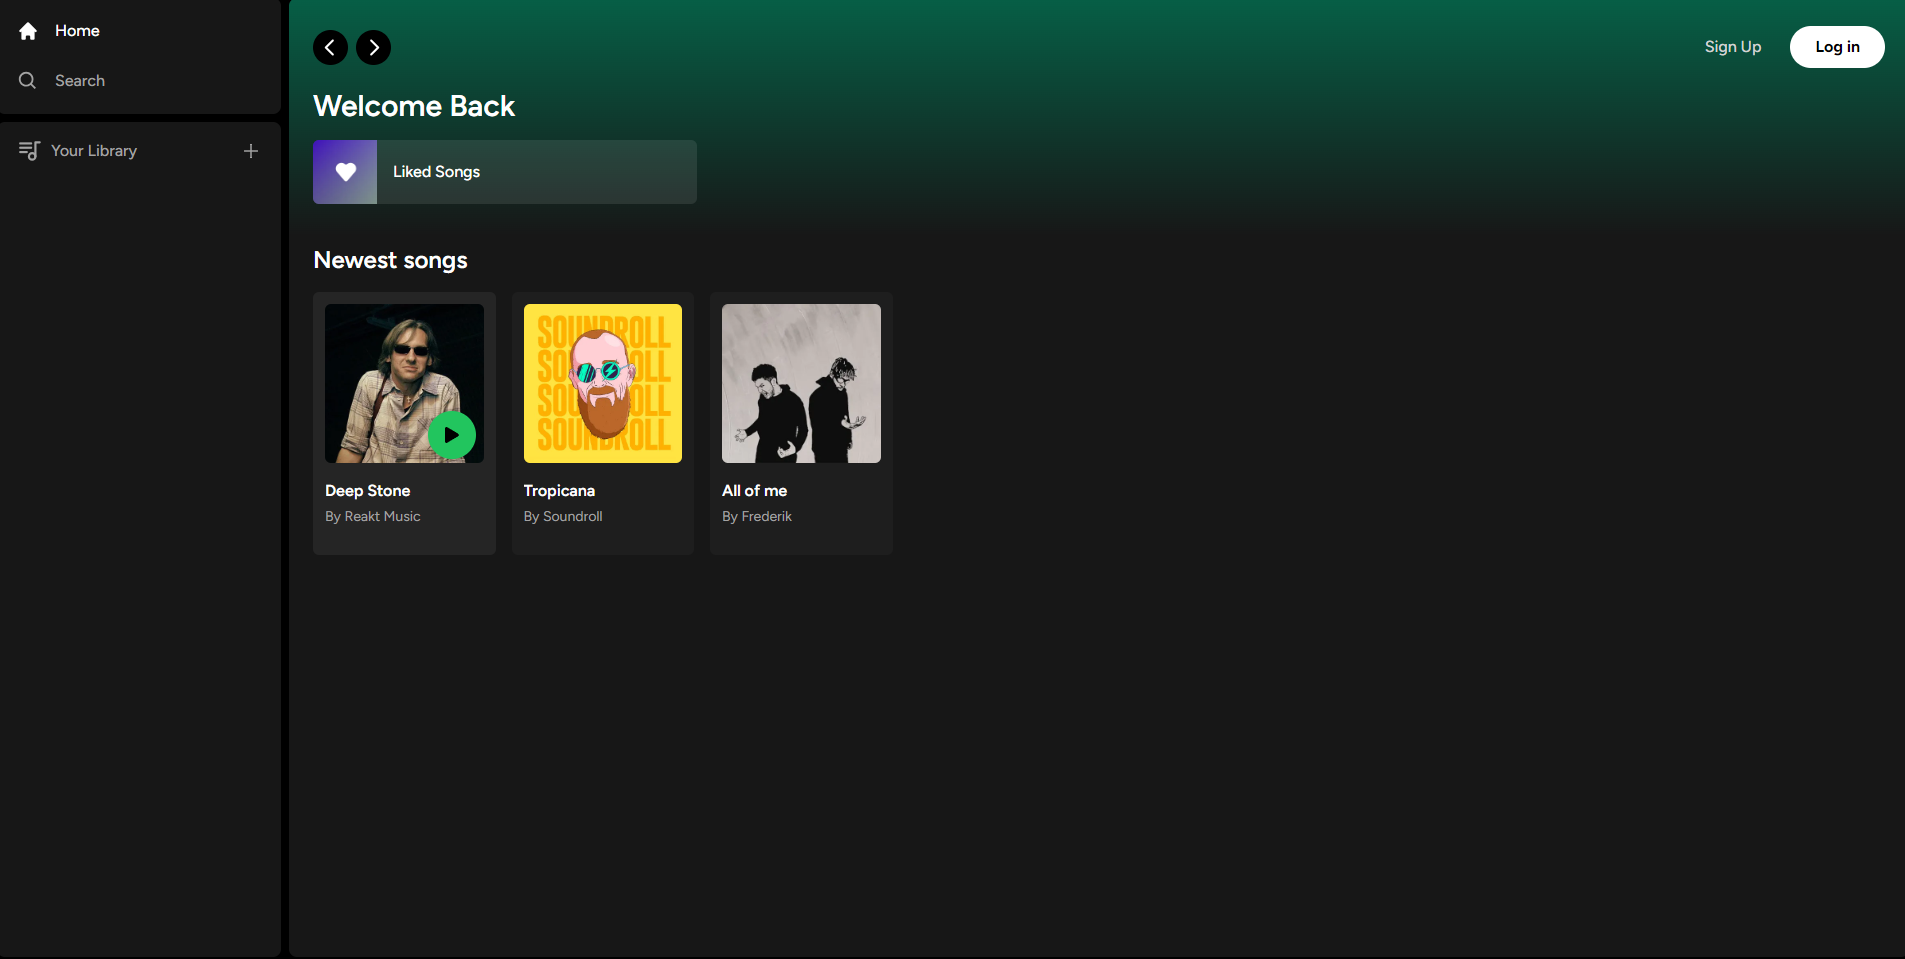 Home
Search
Your Library
Sign Up
Log in
Welcome Back
Liked Songs
Newest songs
SOUNDROLL
SOUNDROLL
SOUNDROLL
SOUNDROLL
Deep Stone
By Reakt Music
Tropicana
By Soundroll
All of me
By Frederik